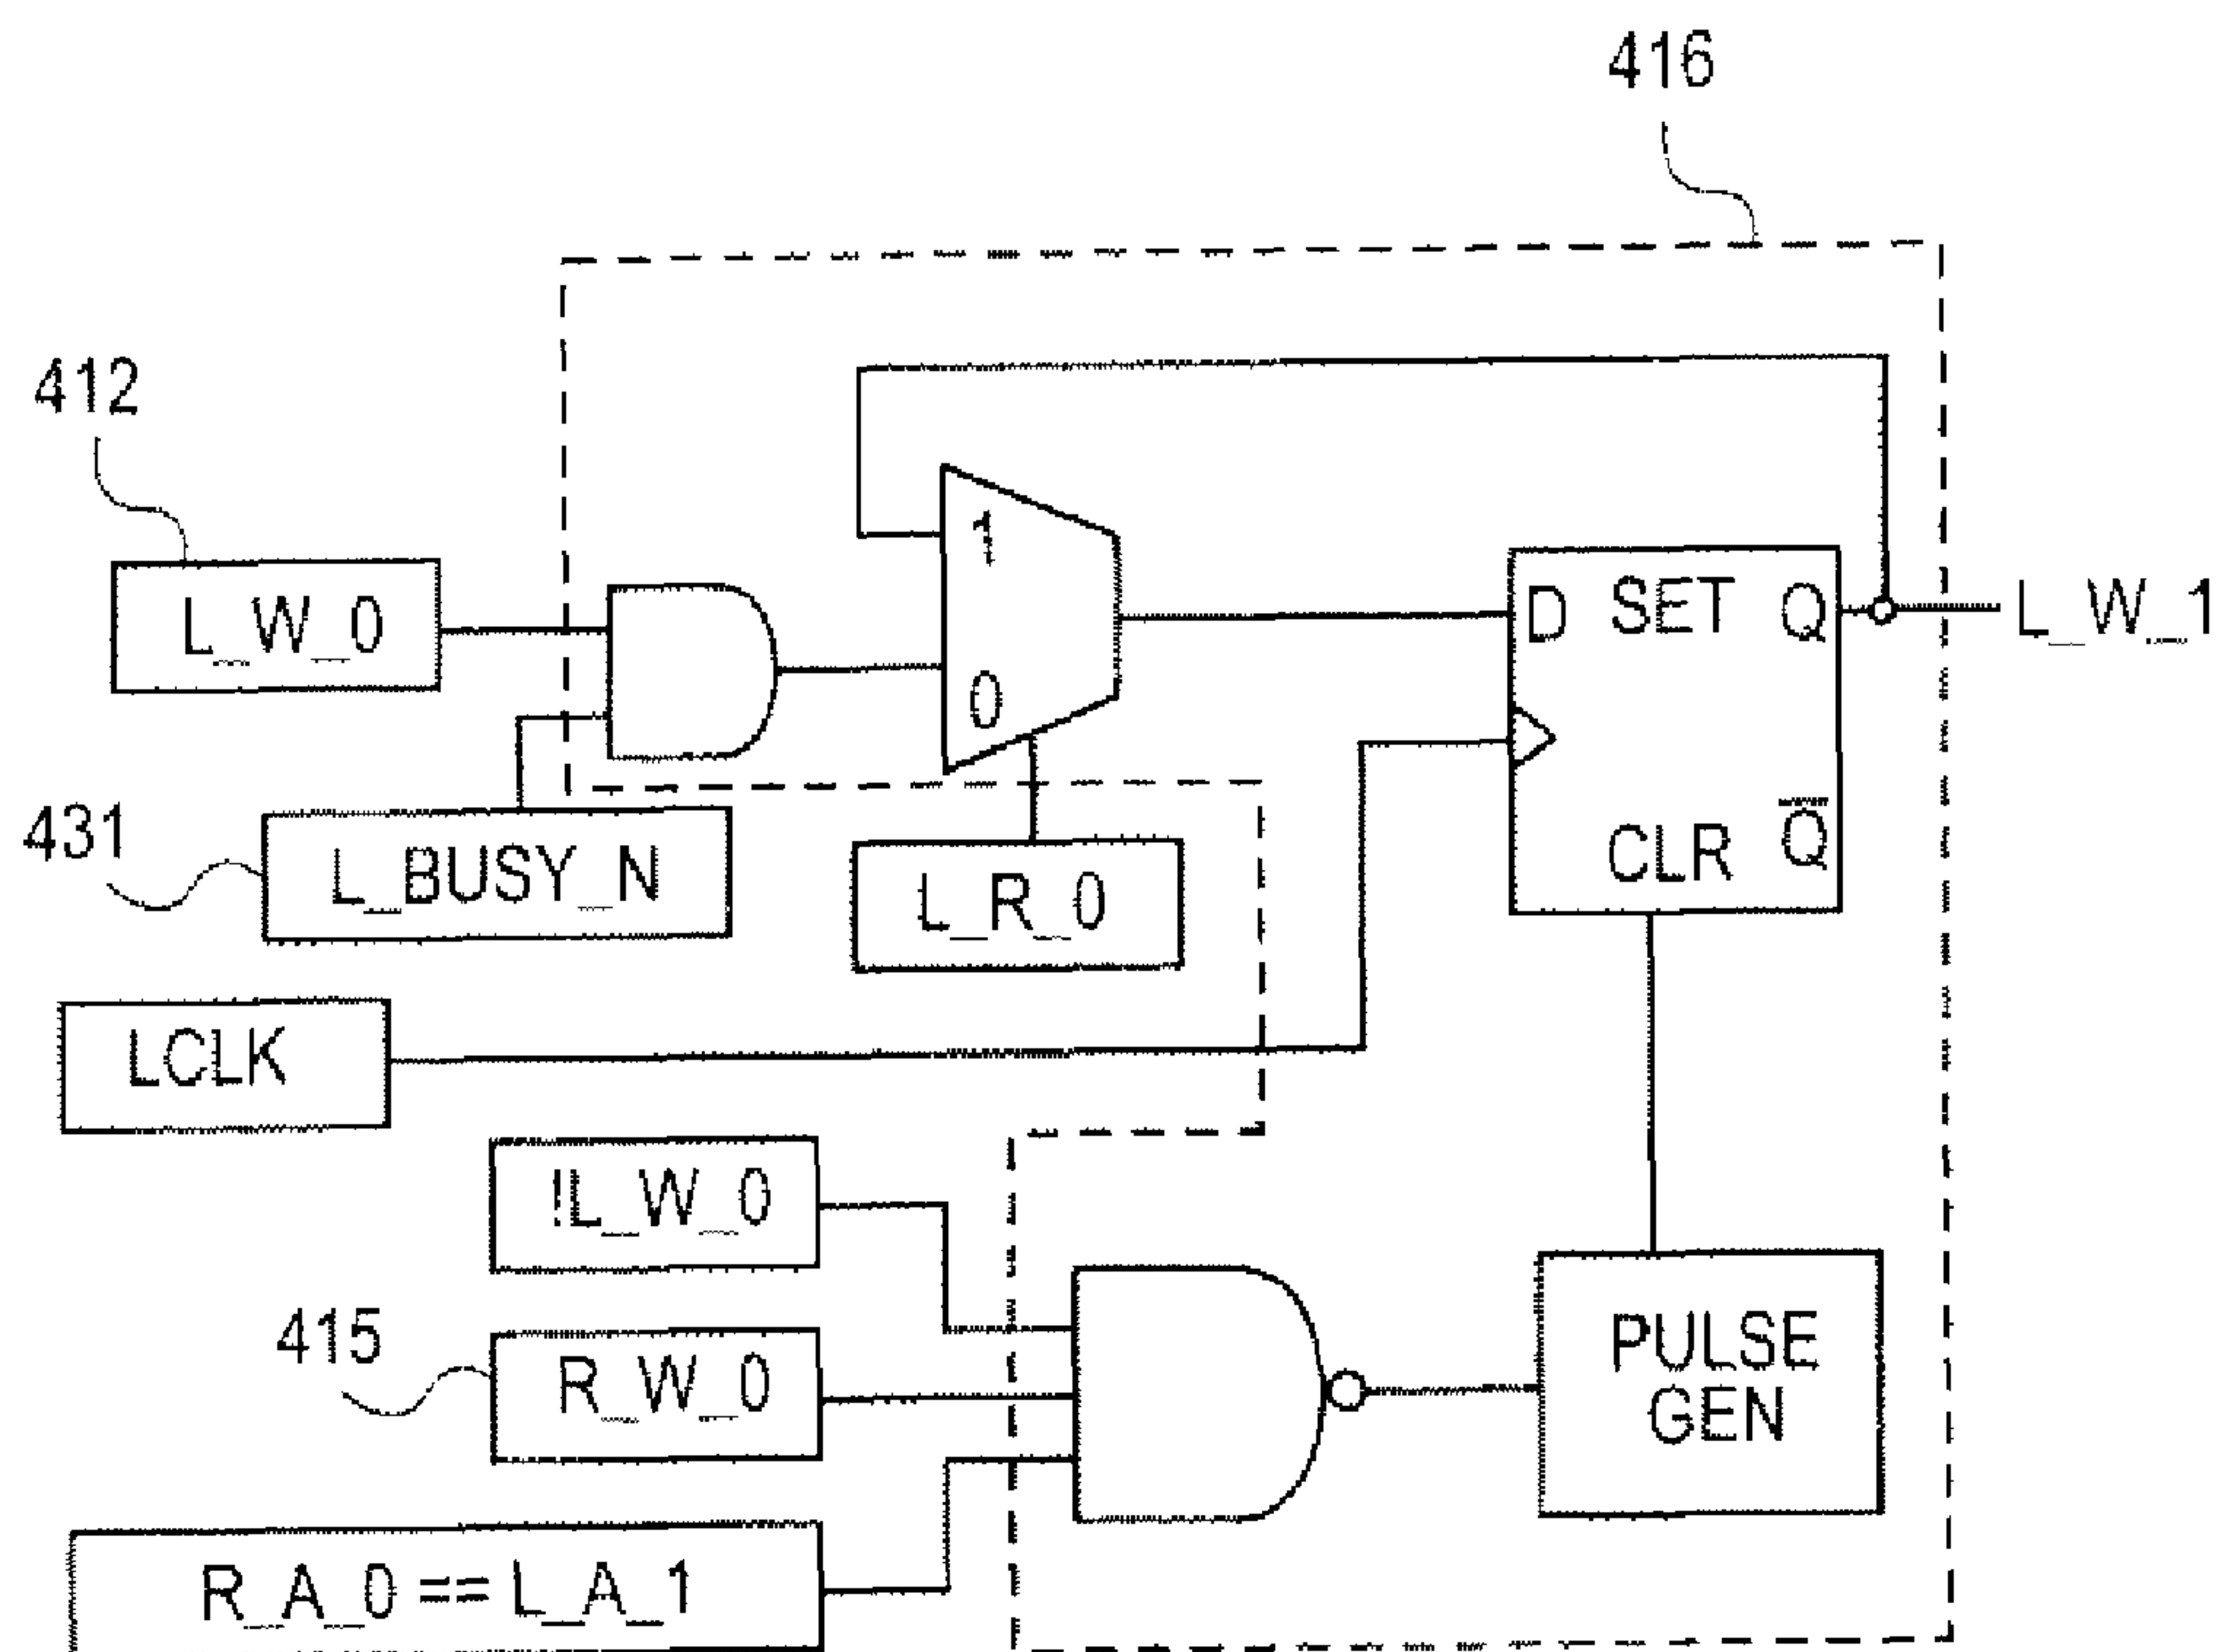 416
412
1
L_W_0
D SET Q
L_W_1
0
431
L_BUSY_N
L_R_0
CLR Q
LCLK
!L_W_0
415
R_W_0
PULSE
GEN
R_A_0 == L_A_1